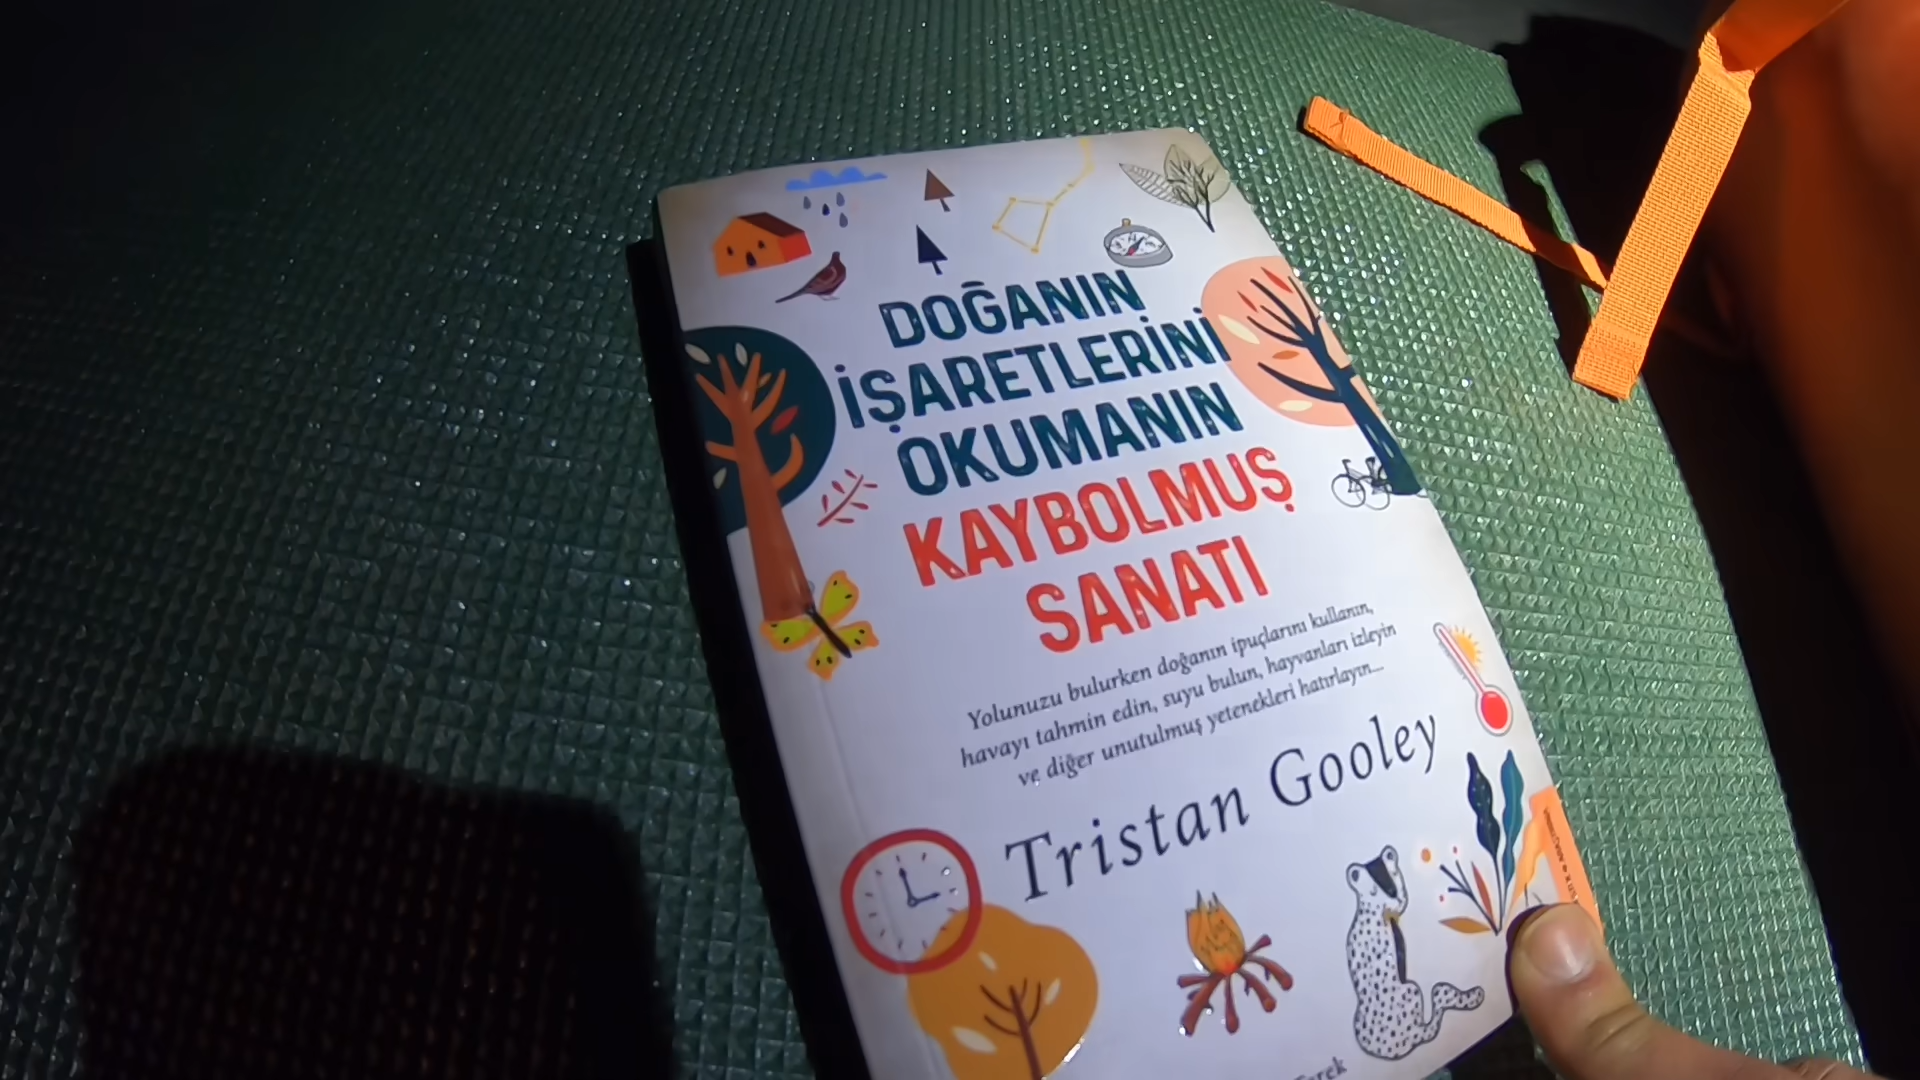 DOĞANIN
İŞARETLERİNİ
OKUMANIN
KAYBOLMUŞ
SANATI
Yolunuzu bulurken doğanın ipuçlarını kullanın,
havayı tahmin edin, suyu bulun, hayvanları izleyin
ve diğer unutulmuş yetenekleri hatırlayın...
Tristan Gooley